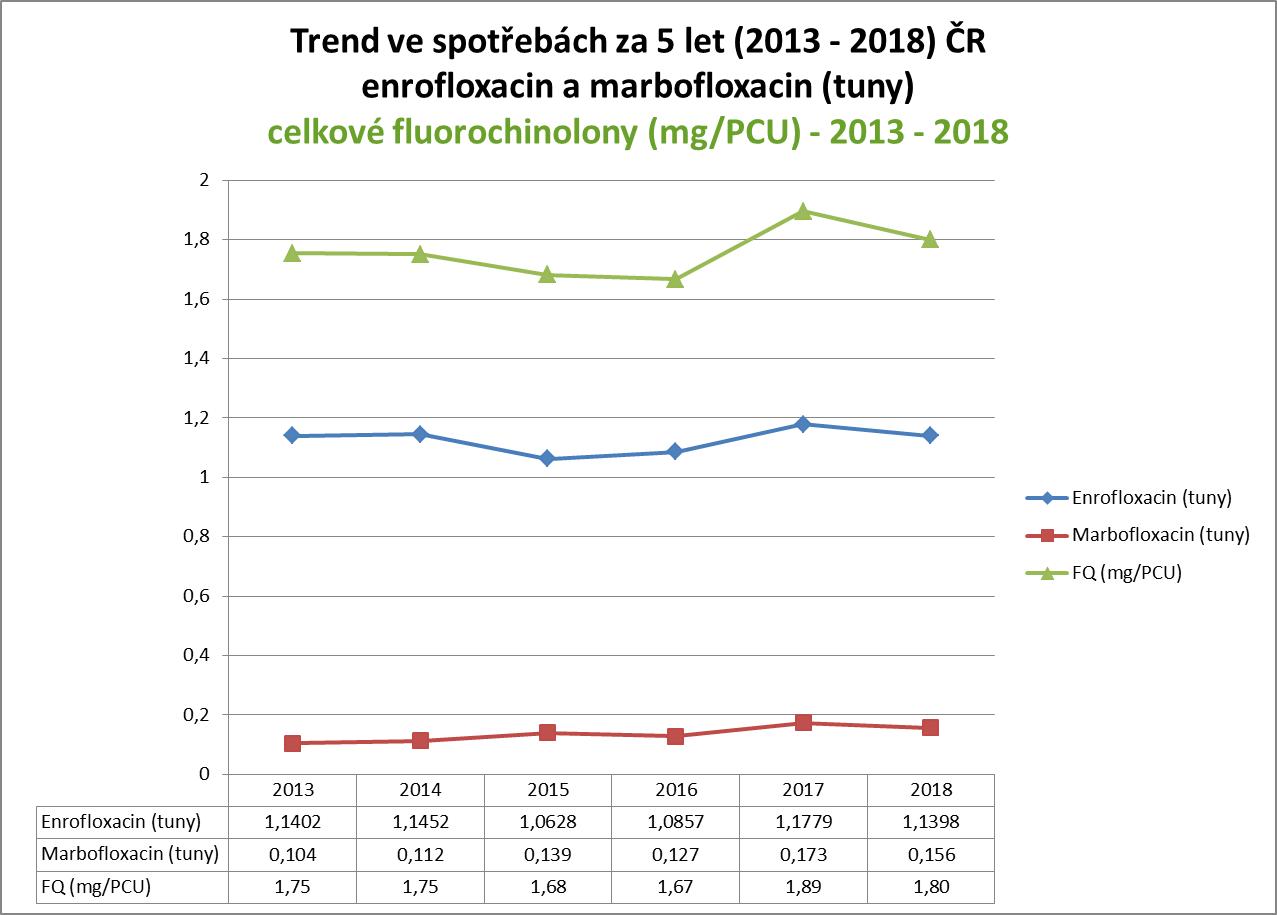 Trend ve spotřebách za 5 let (2013 - 2018) ČR
enrofloxacin a marbofloxacin (tuny)
celkové fluorochinolony (mg/PCU) - 2013 - 2018
2
1,8
1,6
1,4
1,2
1
0,8
0,6
0,4
0,2
0
Enrofloxacin (tuny)
Marbofloxacin (tuny)
FQ (mg/PCU)
2013 2014 2015 2016 2017 2018
Enrofloxacin (tuny) 1,1402 1,1452 1,0628 1,0857 1,1779 1,1398
Marbofloxacin (tuny) 0,104 0,112 0,139 0,127 0,173 0,156
FQ (mg/PCU) 1,75 1,75 1,68 1,67 1,89 1,80